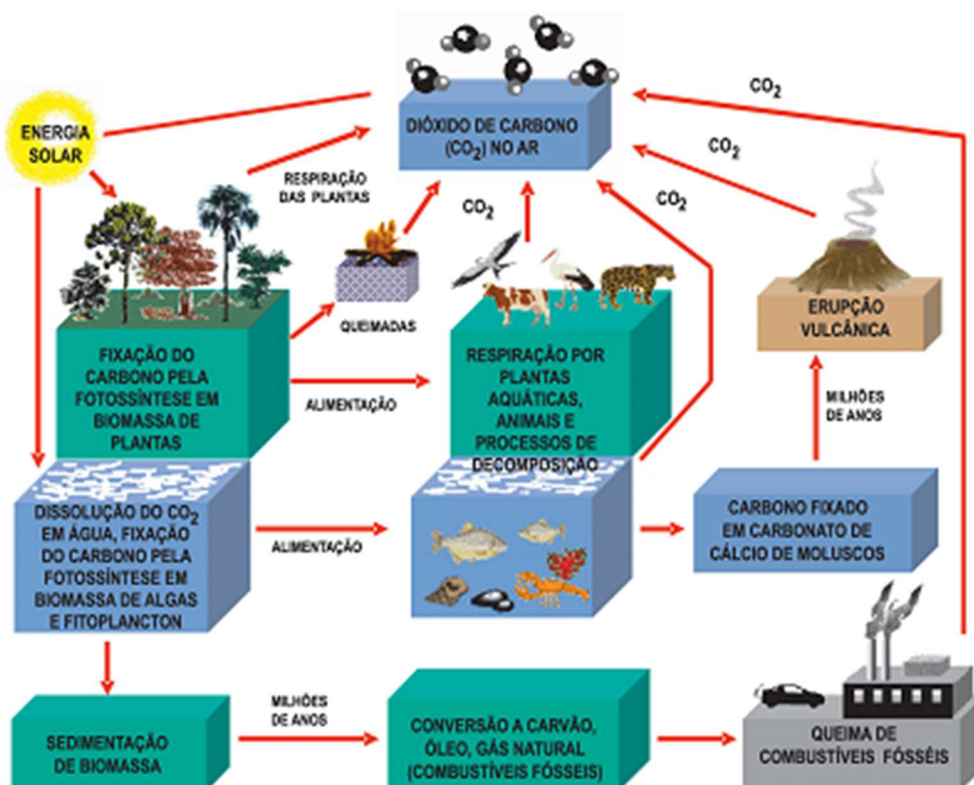 DIÓXIDO DE CARBONO
(CO2) NO AR
CO2
ENERGIA
SOLAR
CO2
RESPIRAÇÃO
DAS PLANTAS
CO2
CO2
QUEIMADAS
ERUPÇÃO
VULCÂNICA
FIXAÇÃO DO
CARBONO PELA
FOTOSSÍNTESE EM
BIOMASSA DE
PLANTAS
ALIMENTAÇÃO
RESPIRAÇÃO POR
PLANTAS
AQUÁTICAS,
ANIMAIS E
PROCESSOS DE
DECOMPOSIÇÃO
MILHÕES
DE ANOS
DISSOLUÇÃO DO CO2
EM ÁGUA, FIXAÇÃO
DO CARBONO PELA
FOTOSSÍNTESE EM
BIOMASSA DE ALGAS
E FITOPLANCTON
ALIMENTAÇÃO
CARBONO FIXADO
EM CARBONATO DE
CÁLCIO DE MOLUSCOS
SEDIMENTAÇÃO
DE BIOMASSA
MILHÕES
DE ANOS
CONVERSÃO A CARVÃO,
ÓLEO, GÁS NATURAL
(COMBUSTÍVEIS FÓSSEIS)
QUEIMA DE
COMBUSTÍVEIS FÓSSÉIS